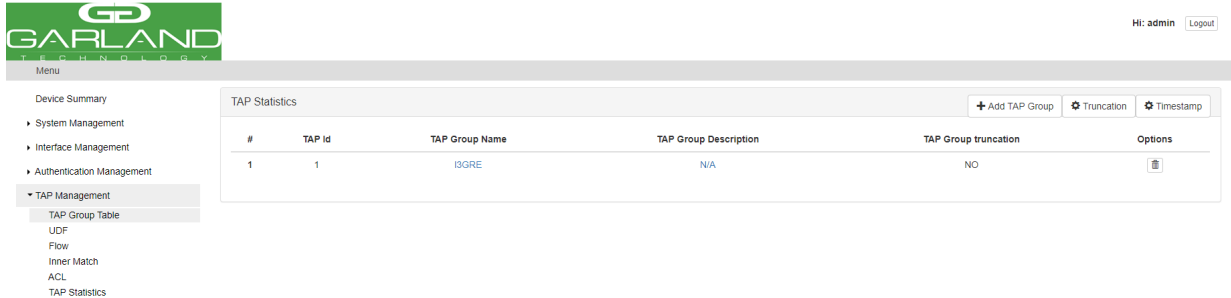 GARLAND
TECHNOLOGY
Hi: admin Logout
Menu
Device Summary
System Management
Interface Management
Authentication Management
TAP Management
TAP Group Table
UDF
Flow
Inner Match
ACL
TAP Statistics
TAP Statistics
Add TAP Group Truncation Timestamp
# TAP Id TAP Group Name TAP Group Description TAP Group truncation Options
1 1 l3GRE N/A NO